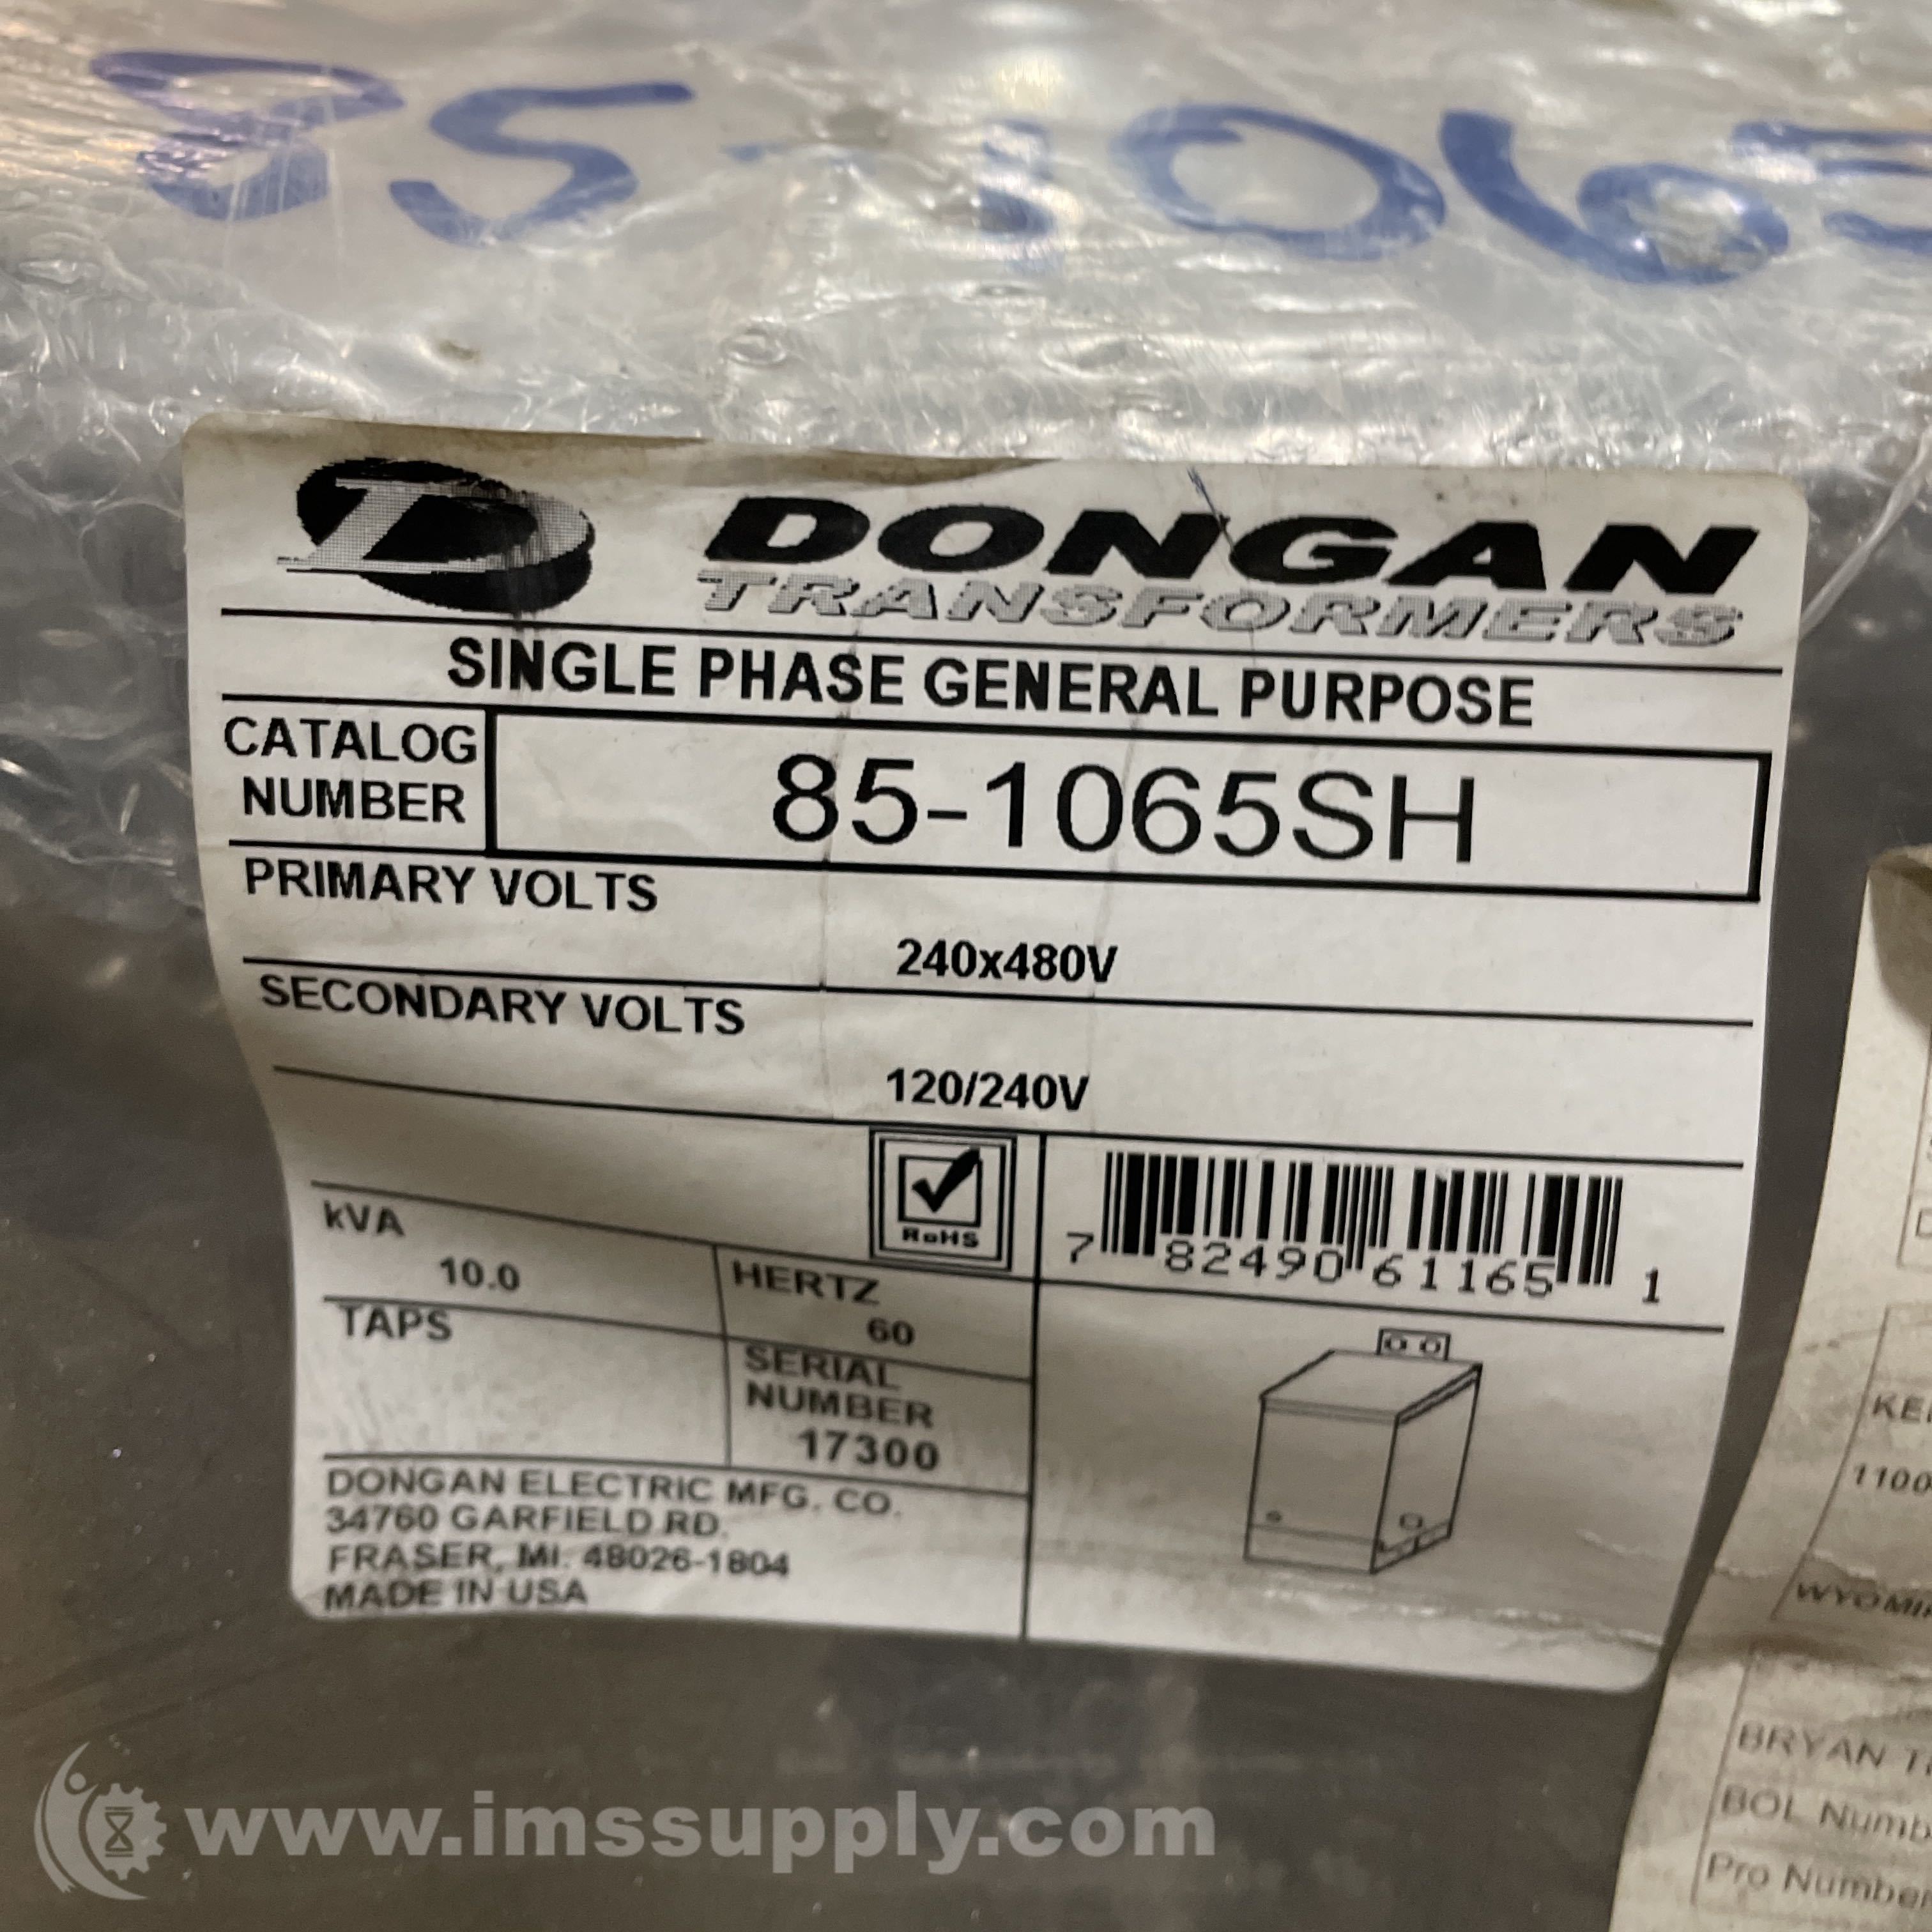 85-1065
DONGAN
TRANSFORMERS
SINGLE PHASE GENERAL PURPOSE
CATALOG
NUMBER
85-1065SH
PRIMARY VOLTS
240x480V
SECONDARY VOLTS
120/240V
RoHS
7 82490 61165 1
kVA
10.0
HERTZ
60
TAPS
SERIAL
NUMBER
17300
DONGAN ELECTRIC MFG. CO.
34760 GARFIELD RD.
FRASER, MI. 48026-1804
MADE IN USA
1100
BRYAN
BOL
Pro
www.imssupply.com